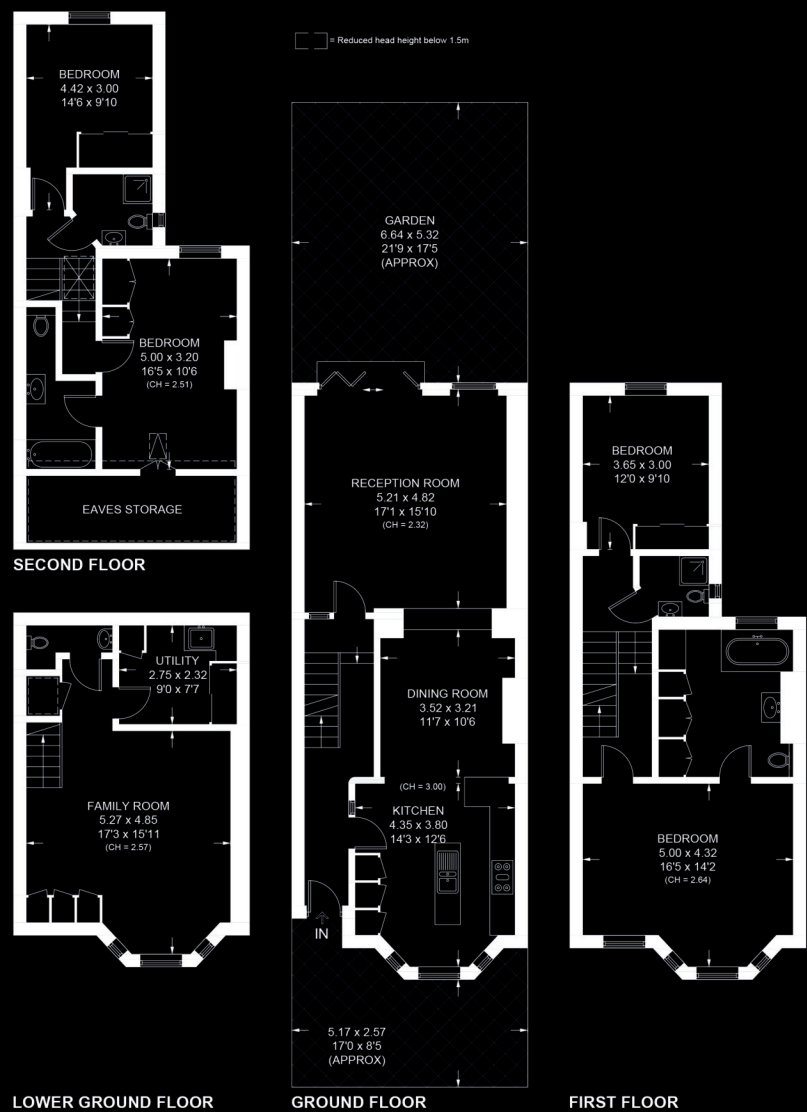 = Reduced head height below 1.5m
BEDROOM
4.42 x 3.00
14'6 x 9'10
BEDROOM
5.00 x 3.20
16'5 x 10'6
(CH = 2.51)
EAVES STORAGE
SECOND FLOOR
GARDEN
6.64 x 5.32
21'9 x 17'5
(APPROX)
RECEPTION ROOM
5.21 x 4.82
17'1 x 15'10
(CH = 2.32)
DINING ROOM
3.52 x 3.21
11'7 x 10'6
(CH = 3.00)
KITCHEN
4.35 x 3.80
14'3 x 12'6
IN
5.17 x 2.57
17'0 x 8'5
(APPROX)
BEDROOM
3.65 x 3.00
12'0 x 9'10
BEDROOM
5.00 x 4.32
16'5 x 14'2
(CH = 2.64)
UTILITY
2.75 x 2.32
9'0 x 7'7
FAMILY ROOM
5.27 x 4.85
17'3 x 15'11
(CH = 2.57)
LOWER GROUND FLOOR
GROUND FLOOR
FIRST FLOOR